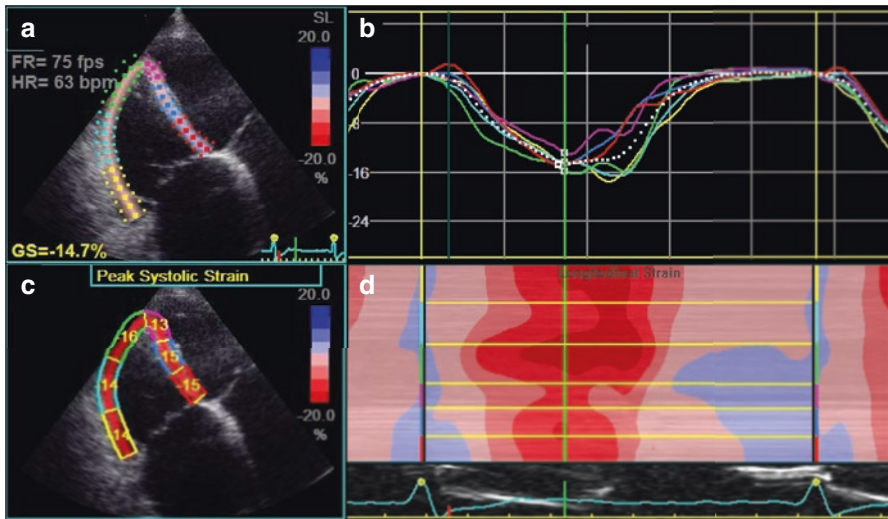 a
SL
20.0
FR= 75 fps
HR= 63 bpm
-20.0
%
GS=-14.7%
b
0
-8
-16
-24
c
Peak Systolic Strain
20.0
-13
-16
-15
14
-15
-14
-20.0
%
d
Longitudinal Strain